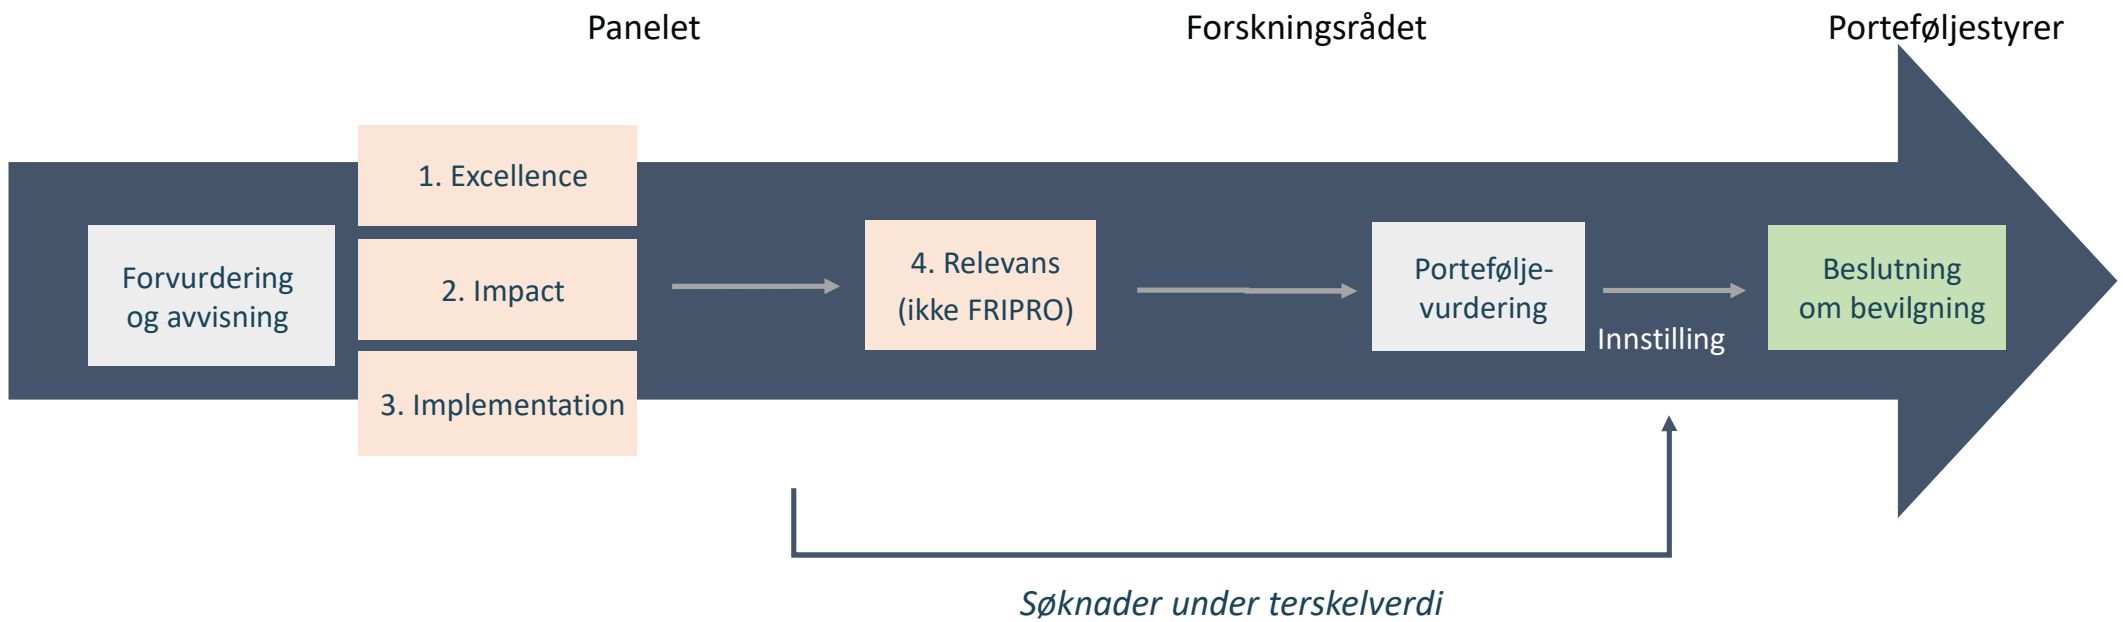 Panelet
Forskningsrådet
Porteføljestyrer
Forvurdering
og avvisning
1. Excellence
2. Impact
3. Implementation
4. Relevans
(ikke FRIPRO)
Portefølje-
vurdering
Innstilling
Beslutning
om bevilgning
Søknader under terskelverdi